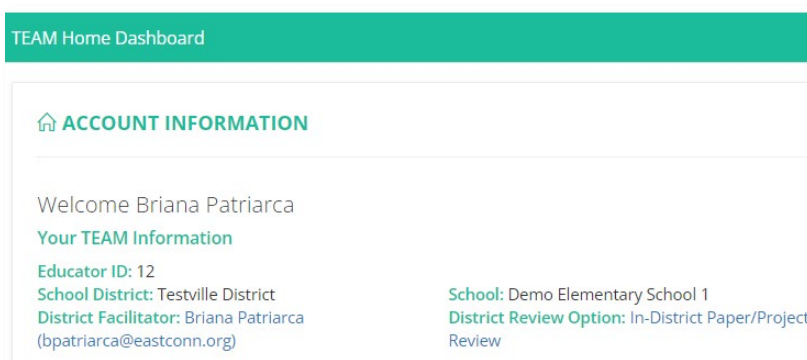 TEAM Home Dashboard
ACCOUNT INFORMATION
Welcome Briana Patriarca
Your TEAM Information
Educator ID: 12
School District: Testville District
District Facilitator: Briana Patriarca
(bpatriarca@eastconn.org)
School: Demo Elementary School 1
District Review Option: In-District Paper/Project
Review